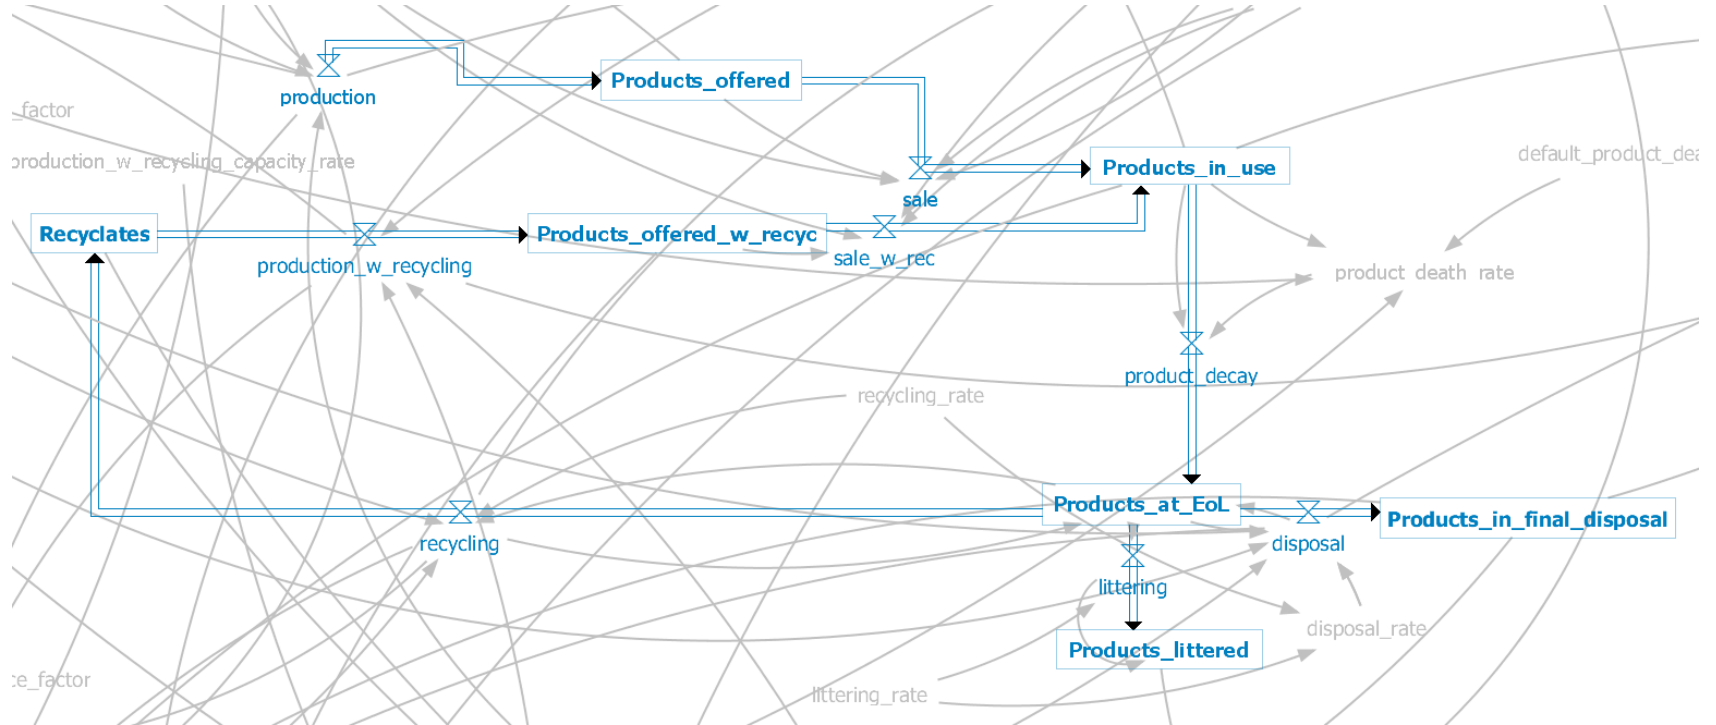 Products_offered
production
_factor
production_w_recycling_capacity_rate
default_product_dea
Products_in_use
sale
Recyclates
Products_offered_w_recyc
sale_w_rec
production_w_recycling
product_death_rate
product_decay
recycling_rate
Products_at_EoL
Products_in_final_disposal
recycling
disposal
littering
disposal_rate
Products_littered
ce_factor
littering_rate